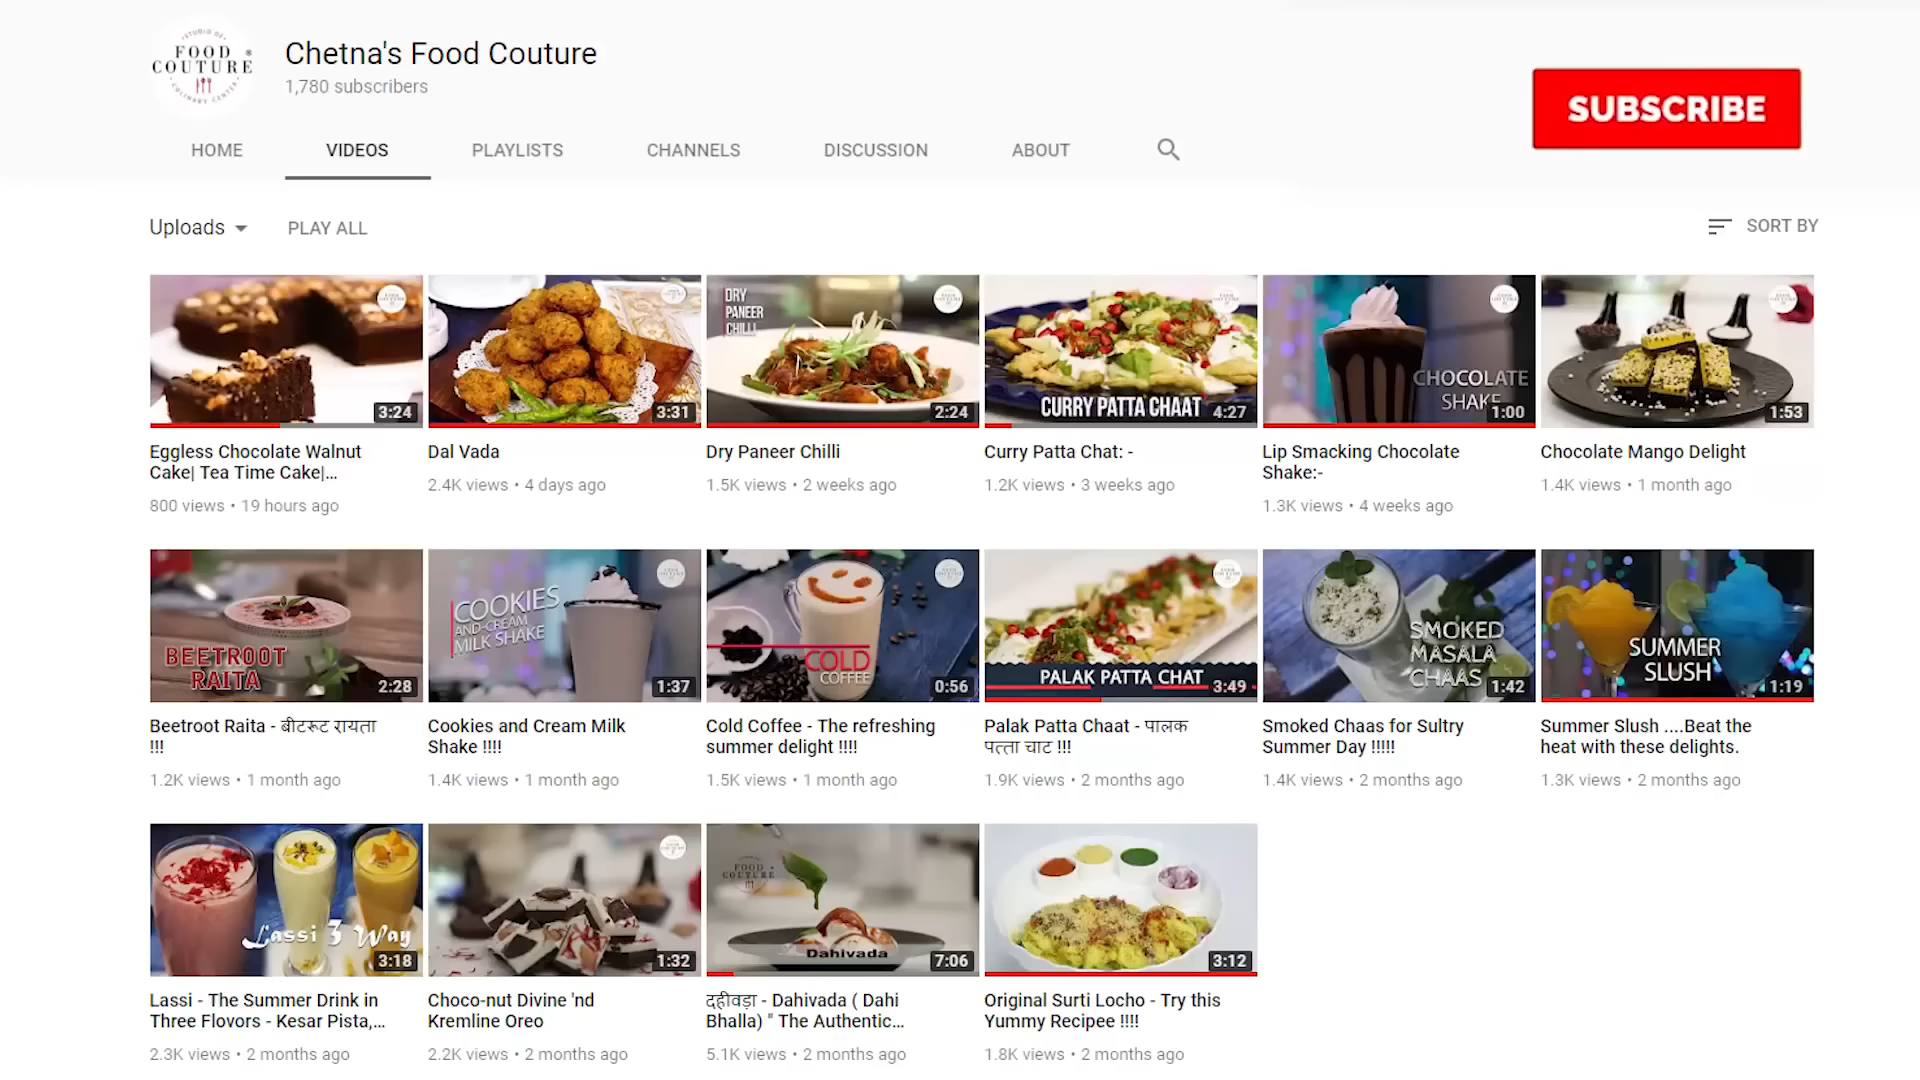 STUDIO OF
FOOD
COUTURE
CULINARY CENTER
Chetna's Food Couture
1,780 subscribers
SUBSCRIBE
HOME VIDEOS PLAYLISTS CHANNELS DISCUSSION ABOUT
Uploads PLAY ALL SORT BY
3:24
3:31
DRY
PANEER
CHILLI
2:24
CURRY PATTA CHAAT 4:27
CHOCOLATE
SHAKE 1:00
1:53
Eggless Chocolate Walnut
Cake| Tea Time Cake|...
800 views • 19 hours ago
Dal Vada
2.4K views • 4 days ago
Dry Paneer Chilli
1.5K views • 2 weeks ago
Curry Patta Chat: -
1.2K views • 3 weeks ago
Lip Smacking Chocolate
Shake:-
1.3K views • 4 weeks ago
Chocolate Mango Delight
1.4K views • 1 month ago
BEETROOT
RAITA 2:28
COOKIES
AND-CREAM
MILK SHAKE
1:37
COLD
COFFEE 0:56
PALAK PATTA CHAT 3:49
SMOKED
MASALA
CHAAS 1:42
SUMMER
SLUSH 1:19
Beetroot Raita - बीटरूट रायता
!!!
1.2K views • 1 month ago
Cookies and Cream Milk
Shake !!!!
1.4K views • 1 month ago
Cold Coffee - The refreshing
summer delight !!!!
1.5K views • 1 month ago
Palak Patta Chaat - पालक
पत्ता चाट !!!
1.9K views • 2 months ago
Smoked Chaas for Sultry
Summer Day !!!!!
1.4K views • 2 months ago
Summer Slush ....Beat the
heat with these delights.
1.3K views • 2 months ago
Lassi 3 Way
3:18
1:32
FOOD
COUTURE
Dahivada 7:06
3:12
Lassi - The Summer Drink in
Three Flovors - Kesar Pista,...
2.3K views • 2 months ago
Choco-nut Divine 'nd
Kremline Oreo
2.2K views • 2 months ago
दहीवड़ा - Dahivada ( Dahi
Bhalla) " The Authentic...
5.1K views • 2 months ago
Original Surti Locho - Try this
Yummy Recipee !!!!
1.8K views • 2 months ago